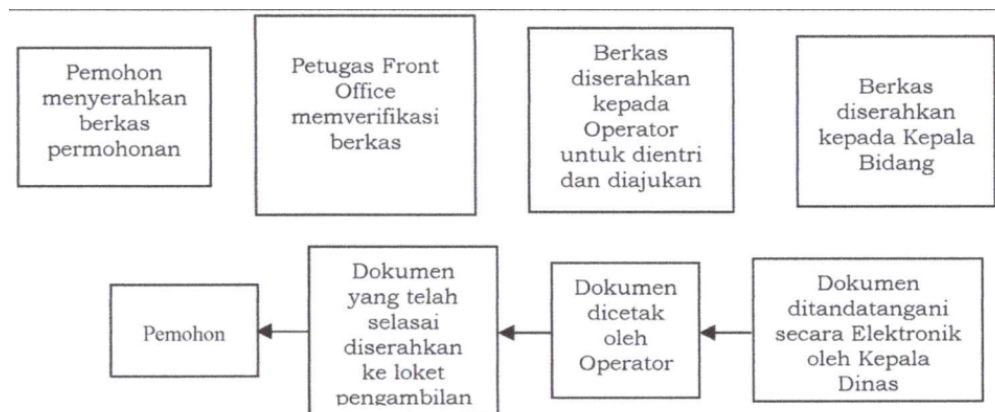 Pemohon
menyerahkan
berkas
permohonan
Petugas Front
Office
memverifikasi
berkas
Berkas
diserahkan
kepada
Operator
untuk dientri
dan diajukan
Berkas
diserahkan
kepada Kepala
Bidang
Pemohon
Dokumen
yang telah
selasai
diserahkan
ke loket
pengambilan
Dokumen
dicetak
oleh
Operator
Dokumen
ditandatangani
secara Elektronik
oleh Kepala
Dinas